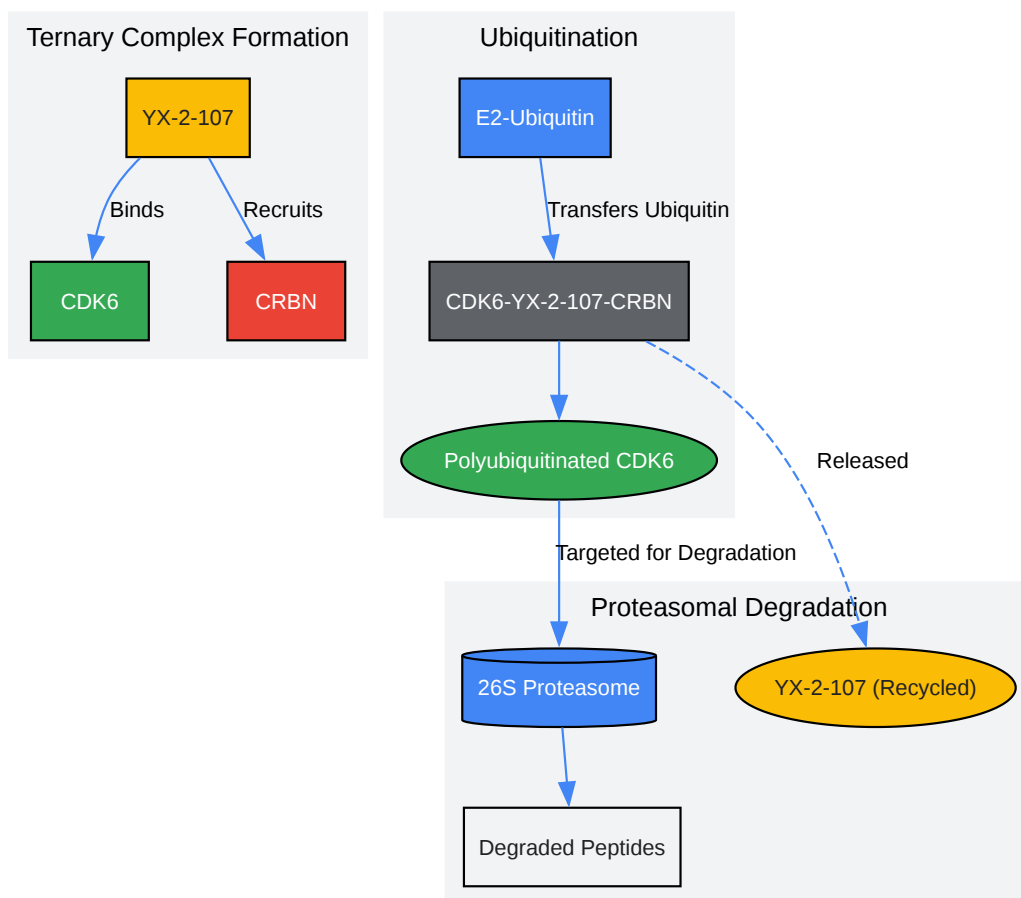 Ternary Complex Formation
YX-2-107
Binds
Recruits
CDK6
CRBN
Ubiquitination
E2-Ubiquitin
Transfers Ubiquitin
CDK6-YX-2-107-CRBN
Polyubiquitinated CDK6
Released
Targeted for Degradation
Proteasomal Degradation
26S Proteasome
YX-2-107 (Recycled)
Degraded Peptides